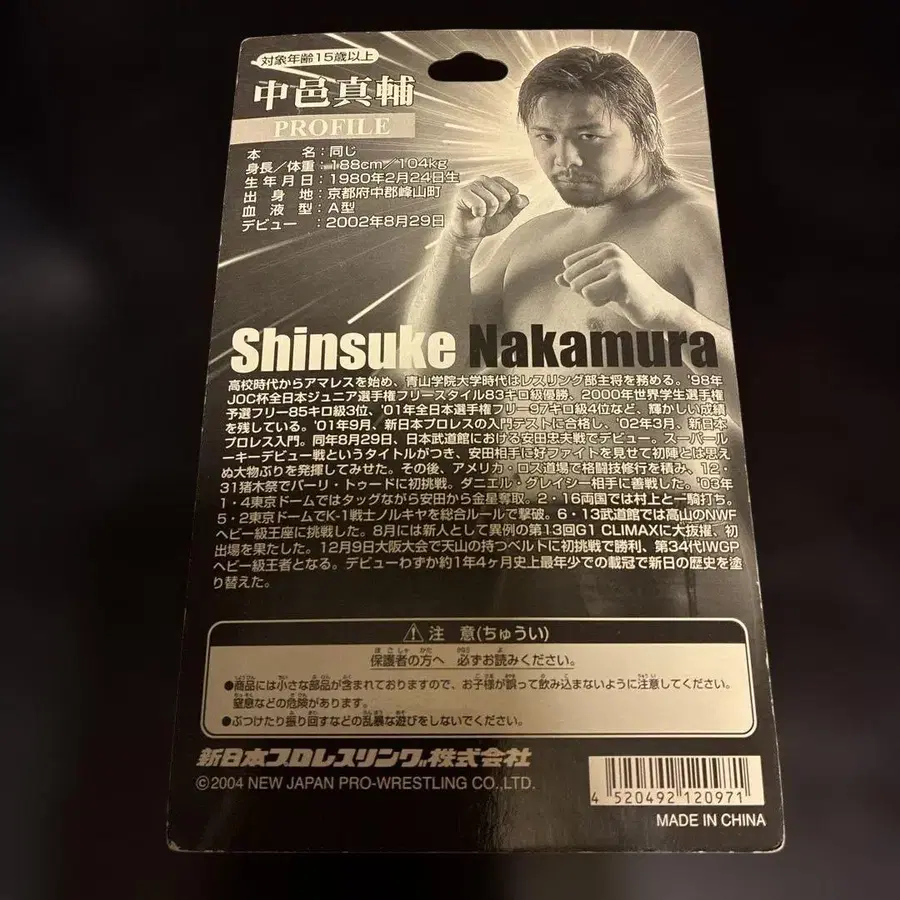 対象年齢15歳以上
中邑真輔
PROFILE
本名:同じ
身長/体重:188cm/104kg
生年月日:1980年2月24日生
出身地:京都府中郡峰山町
血液型:A型
デビュー:2002年8月29日
Shinsuke Nakamura
高校時代からアマレスを始め、青山学院大学時代はレスリング部主将を務める。'98年
JOC杯全日本ジュニア選手権フリースタイル83キロ級優勝、2000年世界学生選手権
予選フリー85キロ級3位、'01年全日本選手権フリー97キロ級4位など、輝かしい成績
を残している。'01年9月、新日本プロレスの入門テストに合格し、'02年3月、新日本
プロレス入門。同年8月29日、日本武道館における安田忠夫戦でデビュー。スーパール
ーキーデビュー戦というタイトルがつき、安田相手に好ファイトを見せて初陣とは思え
ぬ大物ぶりを発揮してみせた。その後、アメリカ・ロス道場で格闘技修行を積み、12・
31猪木祭でバーリ・トゥードに初挑戦。ダニエル・グレイシー相手に善戦した。'03年
1・4東京ドームではタッグながら安田から金星奪取。2・16両国では村上と一騎打ち。
5・2東京ドームでK-1戦士ノルキヤを総合ルールで撃破。6・13武道館では高山のNWF
ヘビー級王座に挑戦した。8月には新人として異例の第13回G1 CLIMAXに大抜擢、初
出場を果たした。12月9日大阪大会で天山の持つベルトに初挑戦で勝利、第34代IWGP
ヘビー級王者となる。デビューわずか約1年4ヶ月史上最年少での載冠で新日の歴史を塗
り替えた。
注 意(ちゅうい)
保護者の方へ 必ずお読みください。
●商品には小さな部品が含まれておりますので、お子様が誤って飲み込まないように注意してください。
窒息などの危険があります。
●ぶつけたり振り回すなどの乱暴な遊びをしないでください。
新日本プロレスリング株式会社
©2004 NEW JAPAN PRO-WRESTLING CO.,LTD.
4 520492 120971
MADE IN CHINA